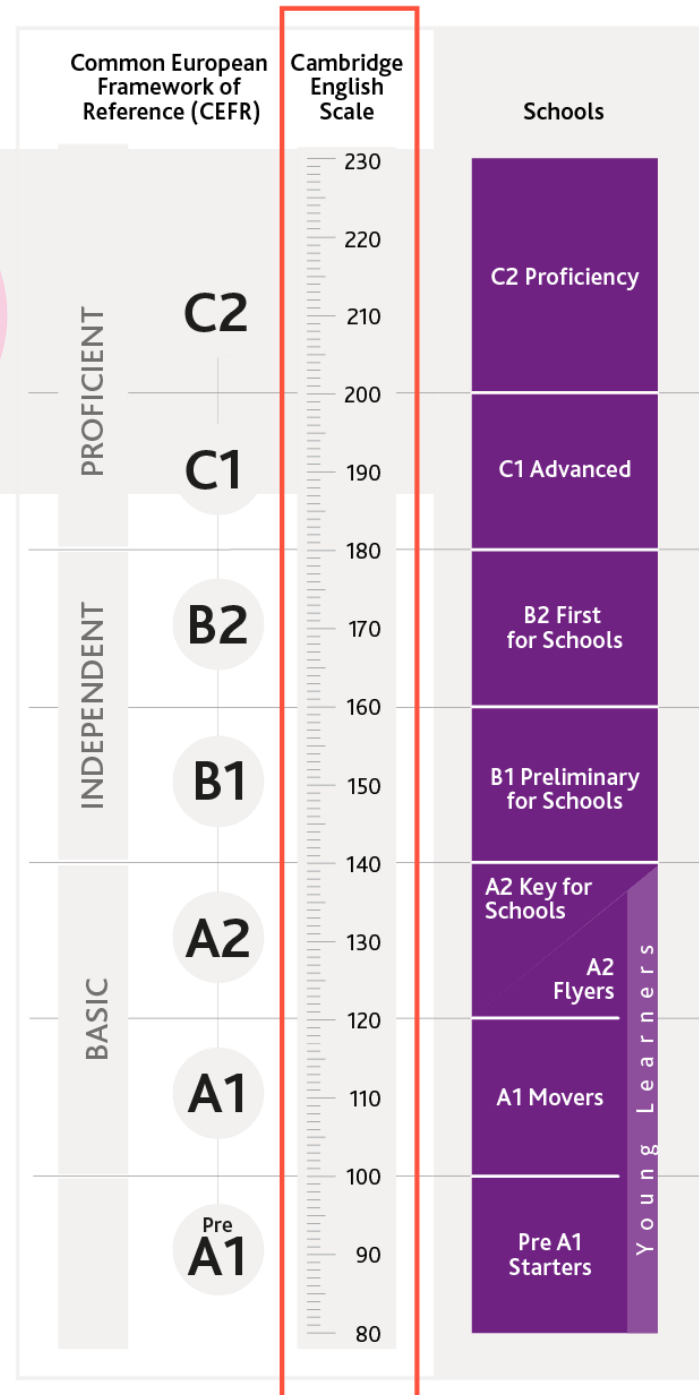 Common European
Framework of
Reference (CEFR)
Cambridge
English
Scale
Schools
PROFICIENT
INDEPENDENT
BASIC
C2
C1
B2
B1
A2
A1
Pre
A1
230
220
210
200
190
180
170
160
150
140
130
120
110
100
90
80
C2 Proficiency
C1 Advanced
B2 First
for Schools
B1 Preliminary
for Schools
A2 Key for
Schools
A2
Flyers
A1 Movers
Pre A1
Starters
Young Learners